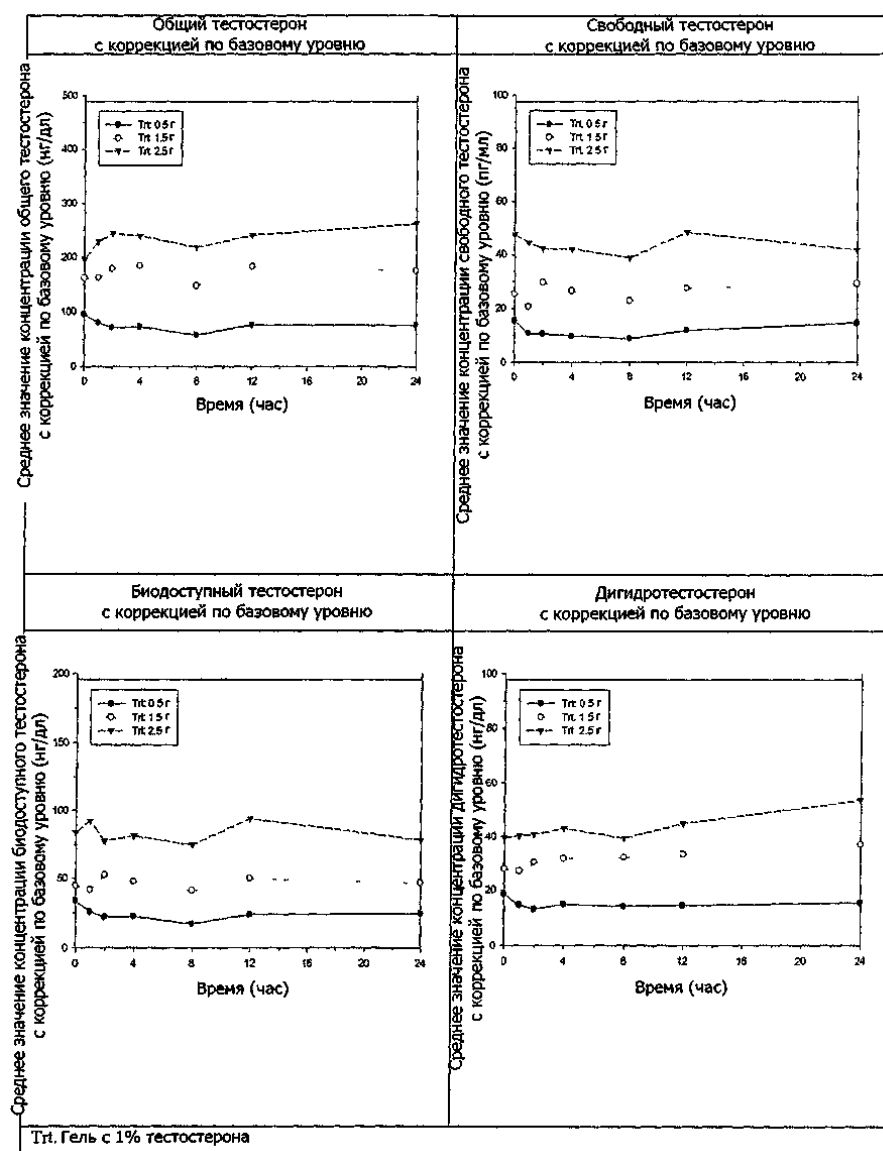 Общий тестостерон
с коррекцией по базовому уровню
Свободный тестостерон
с коррекцией по базовому уровню
Среднее значение концентрации общего тестостерона
с коррекцией по базовому уровню (нг/дл)
500
400
300
200
100
0
Trt 0.5 г
Trt 1.5 г
Trt 2.5 г
0 4 8 12 16 20 24
Время (час)
Среднее значение концентрации свободного тестостерона
с коррекцией по базовому уровню (пг/мл)
100
80
60
40
20
0
Trt 0.5 г
Trt 1.5 г
Trt 2.5 г
0 4 8 12 16 20 24
Время (час)
Биодоступный тестостерон
с коррекцией по базовому уровню
Дигидротестостерон
с коррекцией по базовому уровню
Среднее значение концентрации биодоступного тестостерона
с коррекцией по базовому уровню (нг/дл)
200
150
100
50
0
Trt 0.5 г
Trt 1.5 г
Trt 2.5 г
0 4 8 12 16 20 24
Время (час)
Среднее значение концентрации дигидротестостерона
с коррекцией по базовому уровню (нг/дл)
100
80
60
40
20
0
Trt 0.5 г
Trt 1.5 г
Trt 2.5 г
0 4 8 12 16 20 24
Время (час)
Trt. Гель с 1% тестостерона